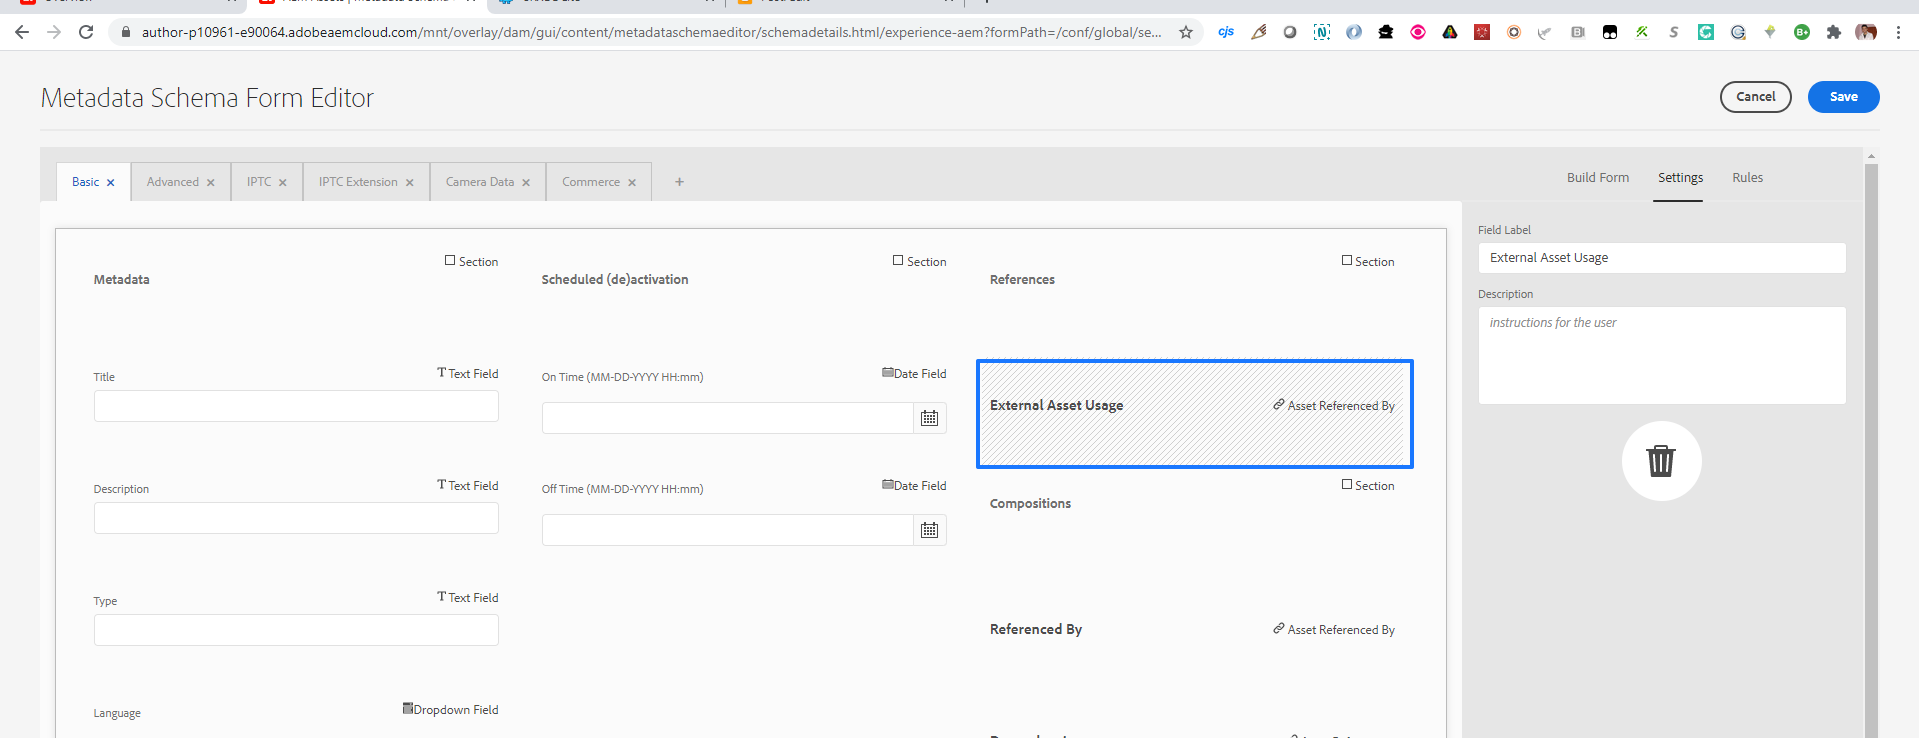 author-p10961-e90064.adobeaemcloud.com/mnt/overlay/dam/gui/content/metadataschemaeditor/schemadetails.html/experience-aem?formPath=/conf/global/se...
cjs
Metadata Schema Form Editor
Cancel
Save
Basic
Advanced
IPTC
IPTC Extension
Camera Data
Commerce
+
Build Form
Settings
Rules
Section
Metadata
Title
Text Field
Description
Text Field
Type
Text Field
Language
Dropdown Field
Section
Scheduled (de)activation
On Time (MM-DD-YYYY HH:mm)
Date Field
Off Time (MM-DD-YYYY HH:mm)
Date Field
Section
References
External Asset Usage
Asset Referenced By
Section
Compositions
Referenced By
Asset Referenced By
Field Label
External Asset Usage
Description
instructions for the user